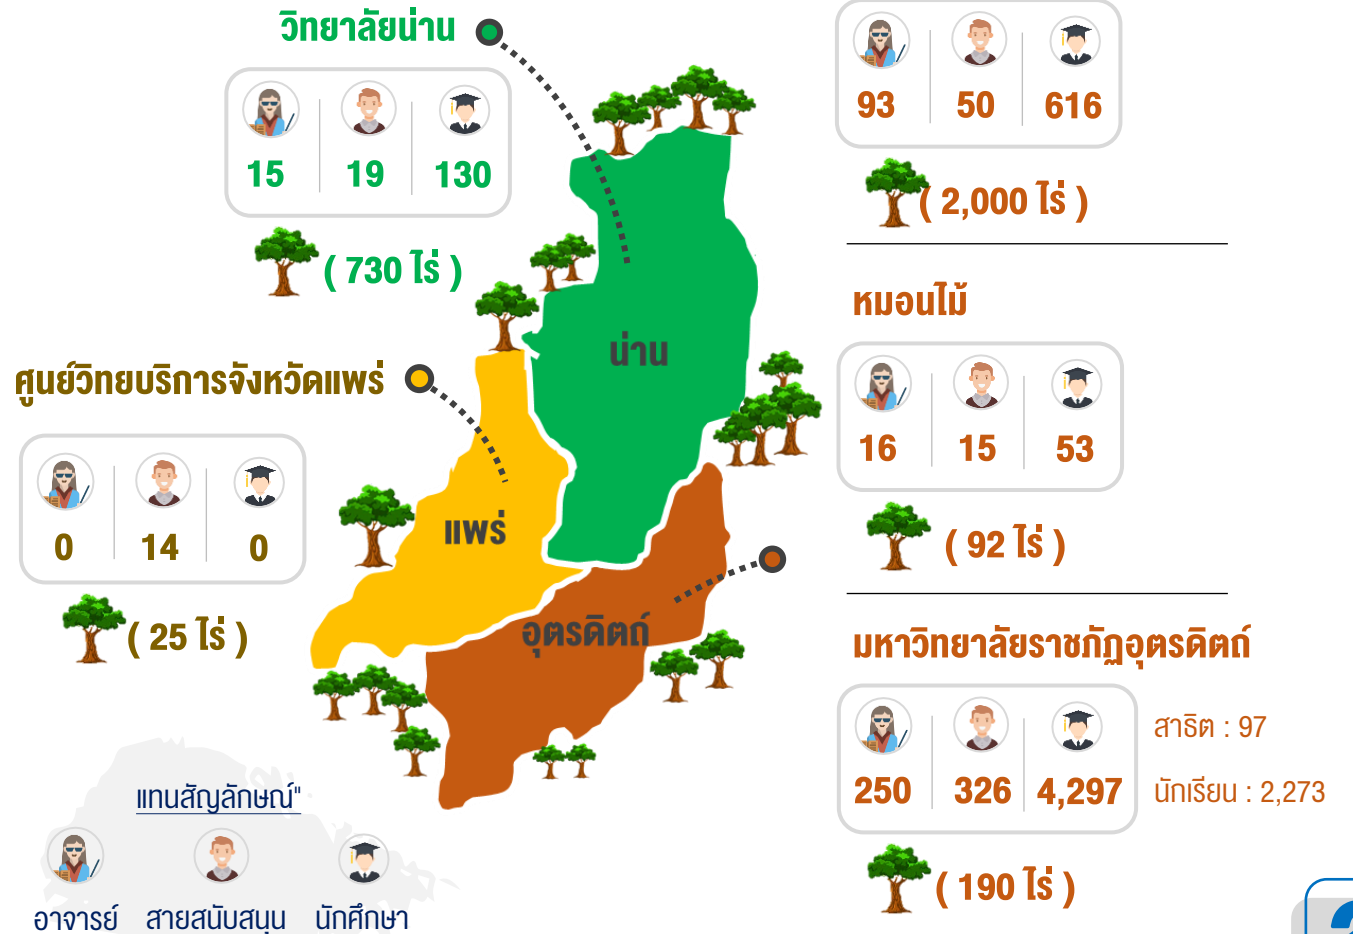 วิทยาลัยน่าน
15 19 130
( 730 ไร่ )
ศูนย์วิทยบริการจังหวัดแพร่
0 14 0
( 25 ไร่ )
น่าน
แพร่
อุตรดิตถ์
93 50 616
( 2,000 ไร่ )
หมอนไม้
16 15 53
( 92 ไร่ )
มหาวิทยาลัยราชภัฏอุตรดิตถ์
250 326 4,297
สาธิต : 97
นักเรียน : 2,273
( 190 ไร่ )
แทนสัญลักษณ์"
อาจารย์ สายสนับสนุน นักศึกษา